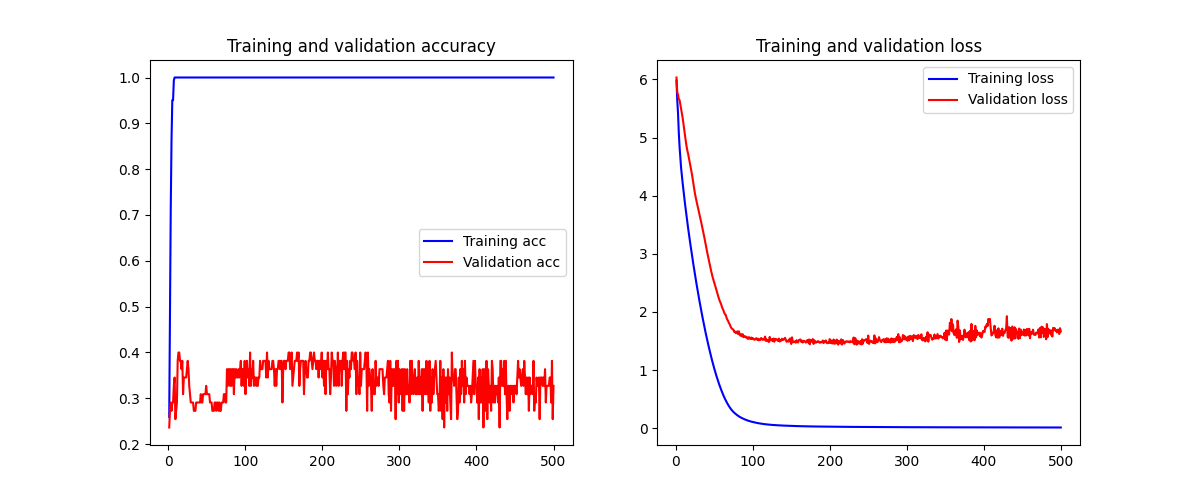 Training and validation accuracy
1.0
0.9
0.8
0.7
0.6
0.5
0.4
0.3
0.2
Training acc
Validation acc
0 100 200 300 400 500
Training and validation loss
6
5
4
3
2
1
0
Training loss
Validation loss
0 100 200 300 400 500